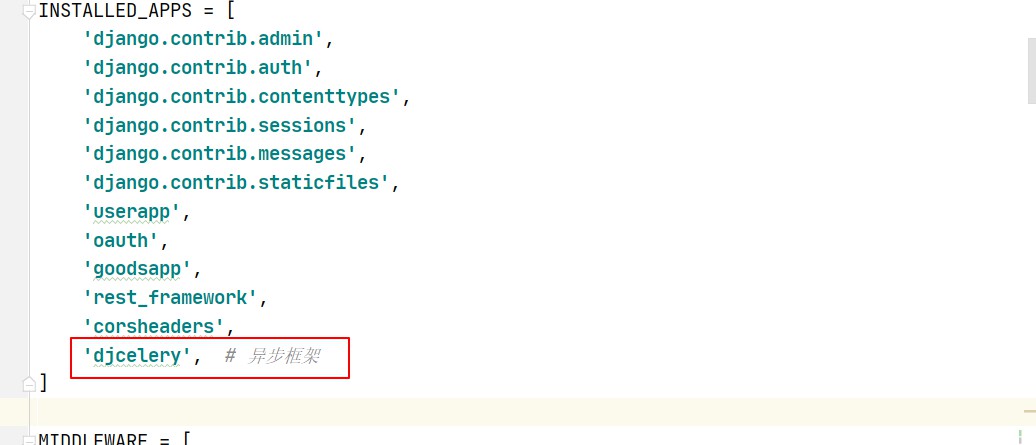 INSTALLED_APPS = [
    'django.contrib.admin',
    'django.contrib.auth',
    'django.contrib.contenttypes',
    'django.contrib.sessions',
    'django.contrib.messages',
    'django.contrib.staticfiles',
    'userapp',
    'oauth',
    'goodsapp',
    'rest_framework',
    'corsheaders',
    'djcelery',  # 异步框架
]
MIDDLEWARE = [